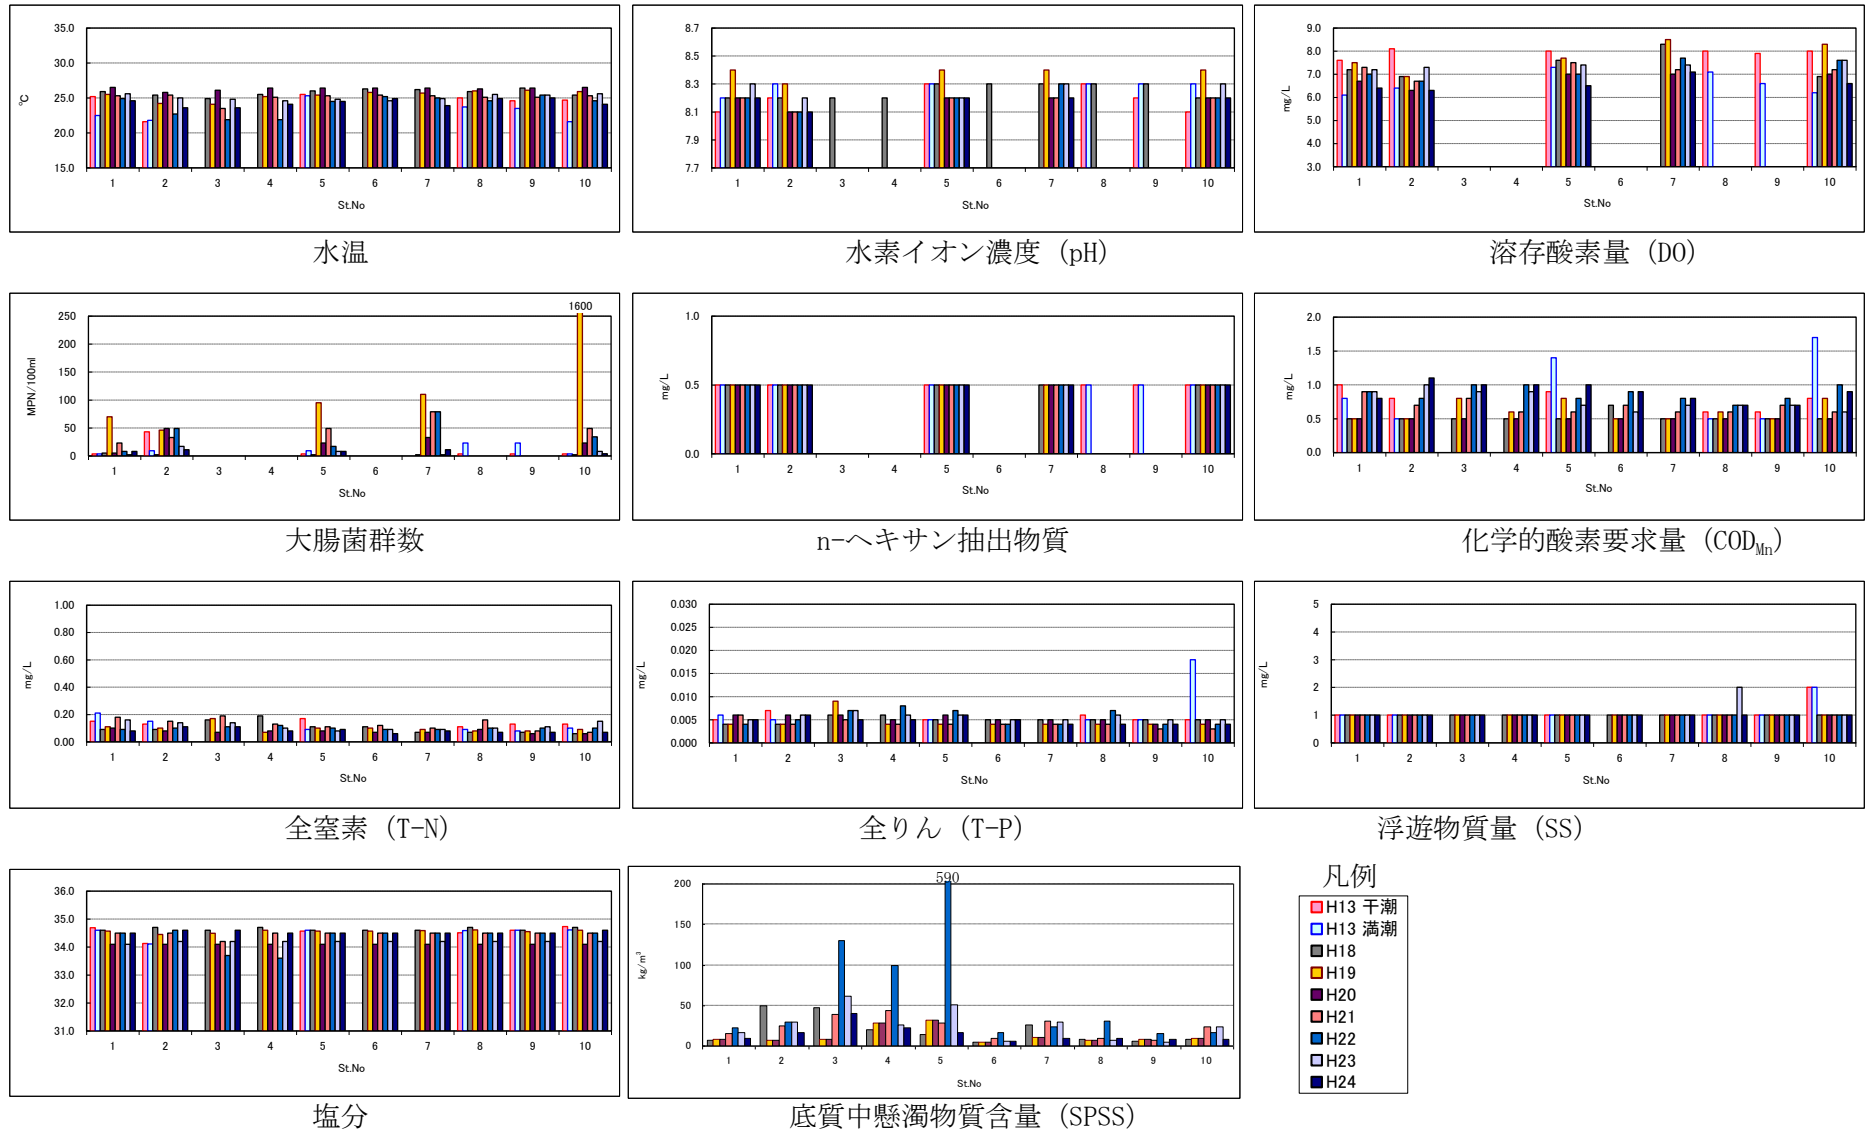 35.0
30.0
25.0
20.0
15.0
℃
1 2 3 4 5 6 7 8 9 10
St.No
水温
8.7
8.5
8.3
8.1
7.9
7.7
1 2 3 4 5 6 7 8 9 10
St.No
水素イオン濃度 (pH)
9.0
8.0
7.0
6.0
5.0
4.0
3.0
mg/L
1 2 3 4 5 6 7 8 9 10
St.No
溶存酸素量 (DO)
1600
250
200
150
100
50
0
MPN/100ml
1 2 3 4 5 6 7 8 9 10
St.No
大腸菌群数
1.0
0.5
0.0
mg/L
1 2 3 4 5 6 7 8 9 10
St.No
n-ヘキサン抽出物質
2.0
1.5
1.0
0.5
0.0
mg/L
1 2 3 4 5 6 7 8 9 10
St.No
化学的酸素要求量 (CODMn)
1.00
0.80
0.60
0.40
0.20
0.00
mg/L
1 2 3 4 5 6 7 8 9 10
St.No
全窒素 (T-N)
0.030
0.025
0.020
0.015
0.010
0.005
0.000
mg/L
1 2 3 4 5 6 7 8 9 10
St.No
全りん (T-P)
5
4
3
2
1
0
mg/L
1 2 3 4 5 6 7 8 9 10
St.No
浮遊物質量 (SS)
36.0
35.0
34.0
33.0
32.0
31.0
1 2 3 4 5 6 7 8 9 10
St.No
塩分
590
200
150
100
50
0
kg/m³
1 2 3 4 5 6 7 8 9 10
St.No
底質中懸濁物質含量 (SPSS)
凡例
H13 干潮
H13 満潮
H18
H19
H20
H21
H22
H23
H24